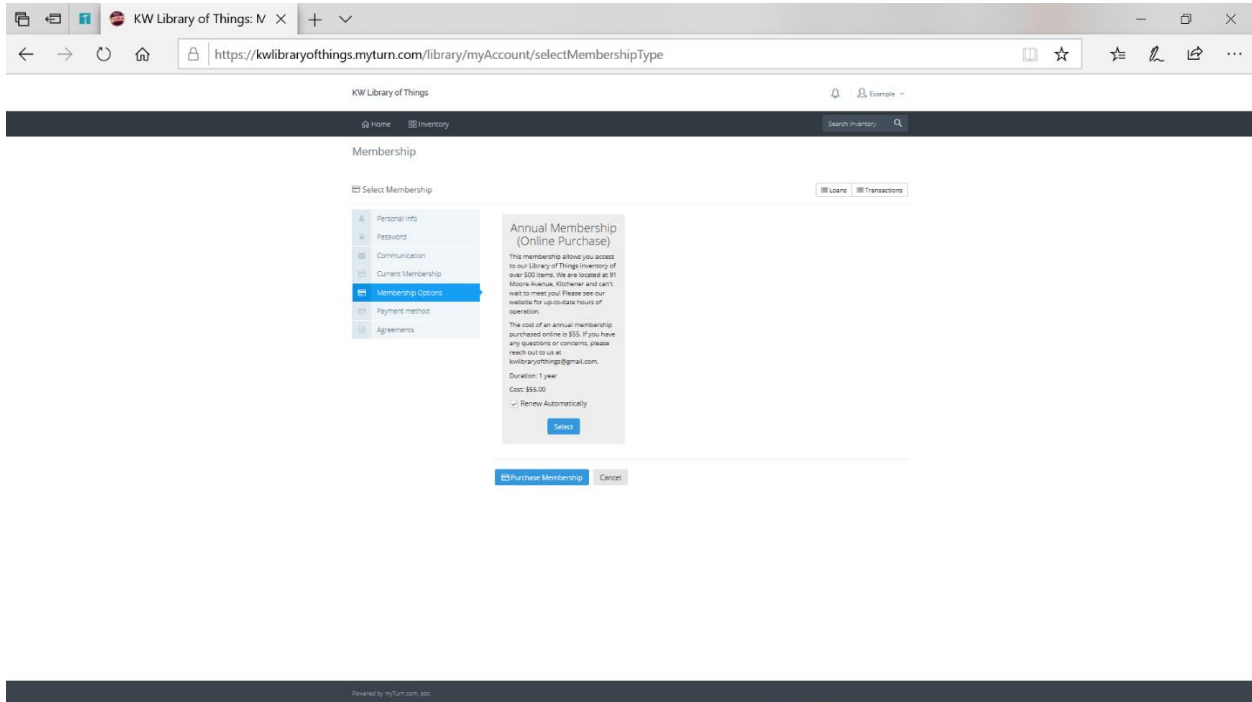 KW Library of Things: M
https://kwlibraryofthings.myturn.com/library/myAccount/selectMembershipType
KW Library of Things
Example
Home
Inventory
Search Inventory
Membership
Select Membership
Loans
Transactions
Personal Info
Password
Communication
Current Membership
Membership Options
Payment method
Agreements
Annual Membership
(Online Purchase)
This membership allows you access
to our Library of Things inventory of
over 500 items. We are located at 91
Moore Avenue, Kitchener and can't
wait to meet you! Please see our
website for up-to-date hours of
operation.
The cost of an annual membership
purchased online is $55. If you have
any questions or concerns, please
reach out to us at
kwlibraryofthings@gmail.com.
Duration: 1 year
Cost: $55.00
Renew Automatically
Select
Purchase Membership
Cancel
Powered by myTurn.com, pbc